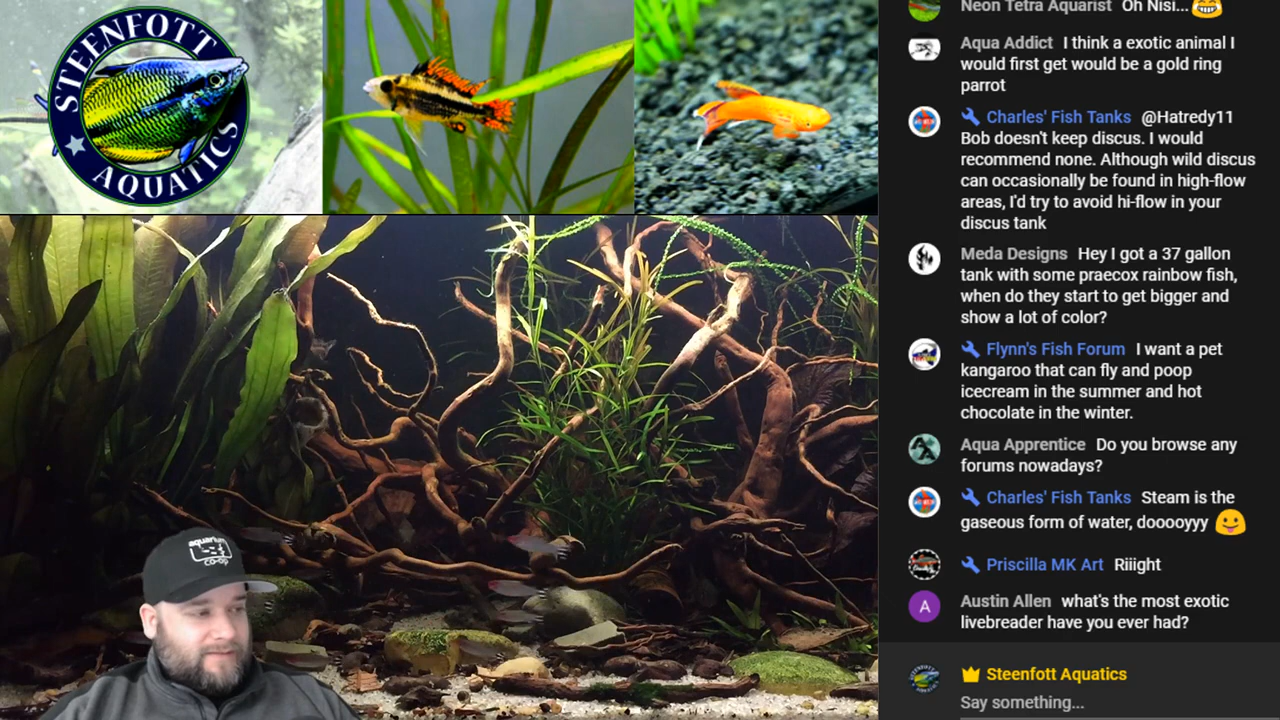 STEENFOTT
AQUATICS
aquarium
co-op
Neon Tetra Aquarist Oh Nisi...😂
Aqua Addict I think a exotic animal I
would first get would be a gold ring
parrot
Charles' Fish Tanks @Hatredy11
Bob doesn't keep discus. I would
recommend none. Although wild discus
can occasionally be found in high-flow
areas, I'd try to avoid hi-flow in your
discus tank
Meda Designs Hey I got a 37 gallon
tank with some praecox rainbow fish,
when do they start to get bigger and
show a lot of color?
Flynn's Fish Forum I want a pet
kangaroo that can fly and poop
icecream in the summer and hot
chocolate in the winter.
Aqua Apprentice Do you browse any
forums nowadays?
Charles' Fish Tanks Steam is the
gaseous form of water, dooooyyy 😛
Priscilla MK Art Riiight
A
Austin Allen what's the most exotic
livebreader have you ever had?
Steenfott Aquatics
Say something...